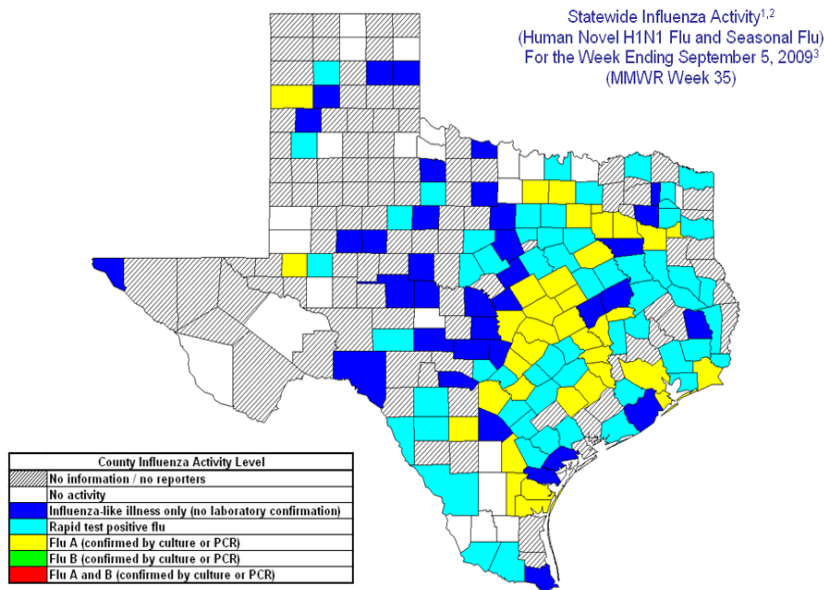 Statewide Influenza Activity1,2
(Human Novel H1N1 Flu and Seasonal Flu)
For the Week Ending September 5, 20093
(MMWR Week 35)
County Influenza Activity Level
No information / no reporters
No activity
Influenza-like illness only (no laboratory confirmation)
Rapid test positive flu
Flu A (confirmed by culture or PCR)
Flu B (confirmed by culture or PCR)
Flu A and B (confirmed by culture or PCR)